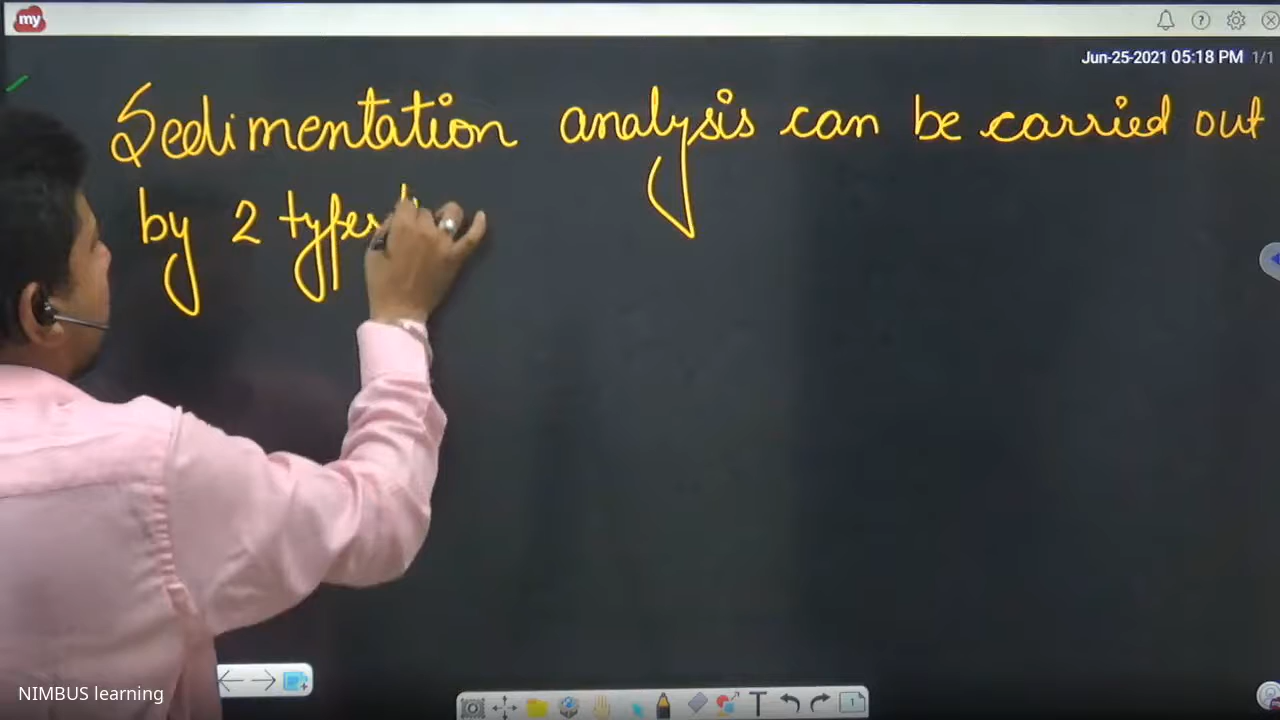 my
Jun-25-2021 05:18 PM 1/1
Sedimentation analysis can be carried out
by 2 types
NIMBUS learning
T
1